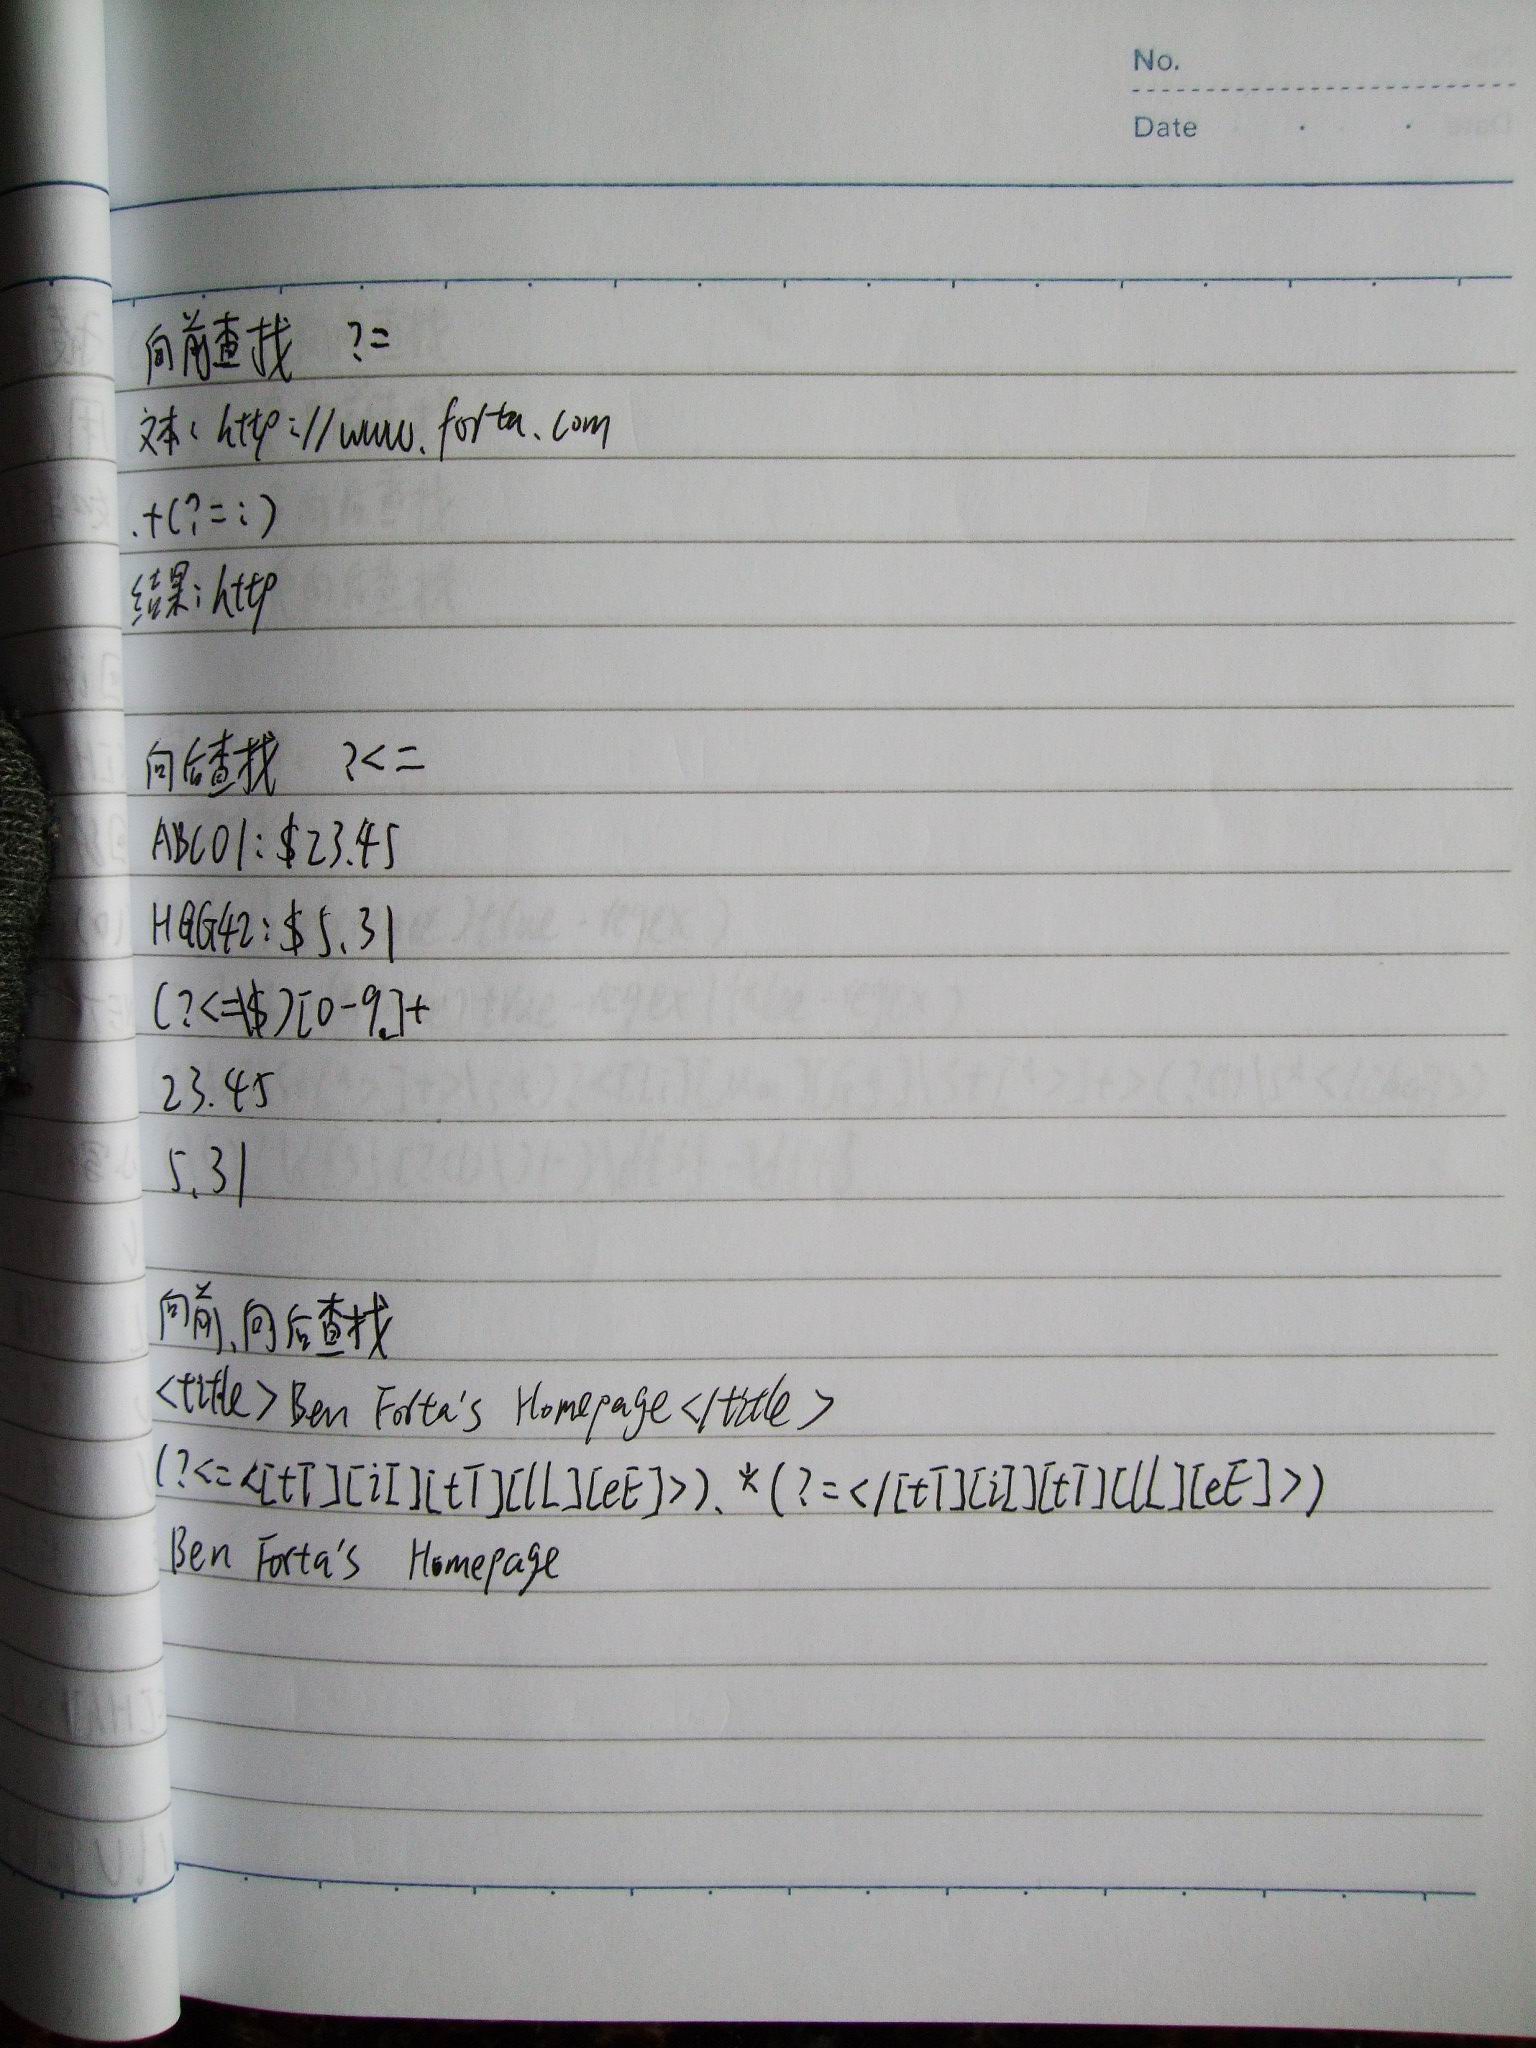 No.
Date
向前查找 ?=
文本: http://www.forta.com
.+(?=:)
结果: http
向后查找 ?<=
ABC01:$23.45
HGG42:$5.31
(?<=\$)[0-9.]+
23.45
5.31
向前、向后查找
<title>Ben Forta's Homepage</title>
(?<=<[tT][iI][tT][lL][eE]>).*(?=</[tT][iI][tT][lL][eE]>)
Ben Forta's Homepage